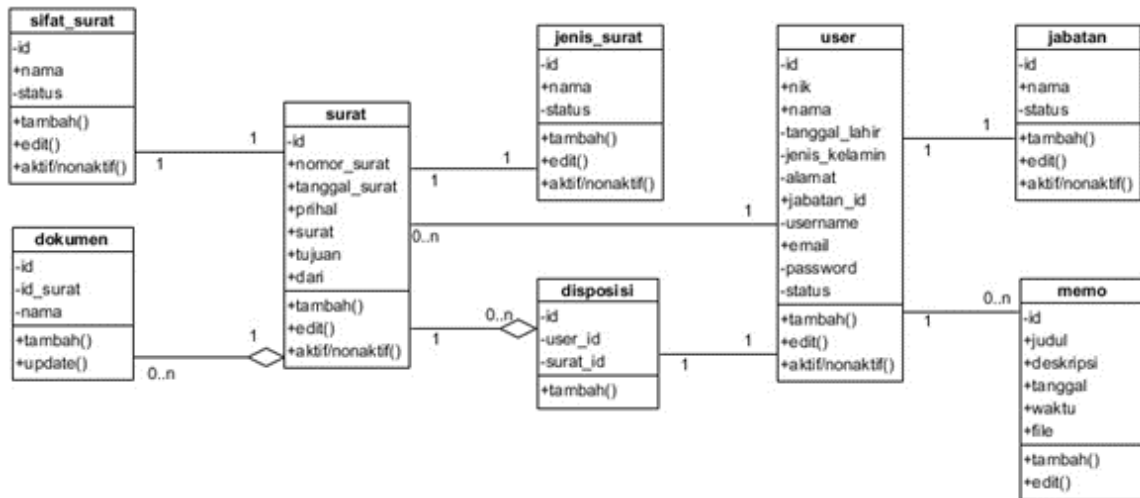 sifat_surat
-id
+nama
-status
+tambah()
+edit()
+aktif/nonaktif()
dokumen
-id
-id_surat
-nama
+tambah()
+update()
surat
-id
+nomor_surat
+tanggal_surat
+prihal
+surat
+tujuan
+dari
+tambah()
+edit()
+aktif/nonaktif()
jenis_surat
-id
+nama
-status
+tambah()
+edit()
+aktif/nonaktif()
disposisi
-id
-user_id
-surat_id
+tambah()
user
-id
+nik
+nama
-tanggal_lahir
-jenis_kelamin
-alamat
+jabatan_id
-username
+email
-password
-status
+tambah()
+edit()
+aktif/nonaktif()
jabatan
-id
+nama
-status
+tambah()
+edit()
+aktif/nonaktif()
memo
-id
+judul
+deskripsi
+tanggal
+waktu
+file
+tambah()
+edit()
1
1
1
1
0..n
1
1
0..n
1
0..n
1
1
1
1
1
0..n